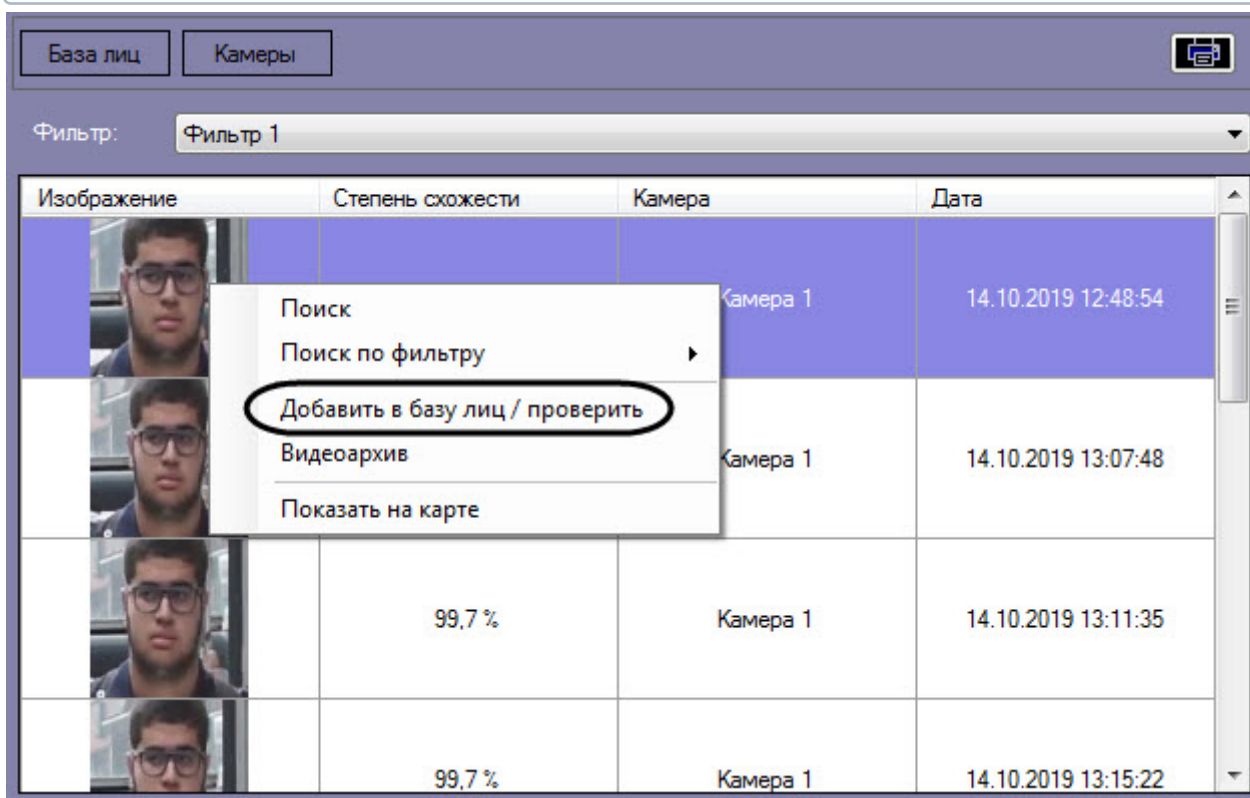 База лиц Камеры
Фильтр: Фильтр 1
Изображение Степень схожести Камера Дата
Камера 1 14.10.2019 12:48:54
Поиск
Поиск по фильтру
Добавить в базу лиц / проверить
Видеоархив
Камера 1 14.10.2019 13:07:48
Показать на карте
99,7 % Камера 1 14.10.2019 13:11:35
99,7 % Камера 1 14.10.2019 13:15:22